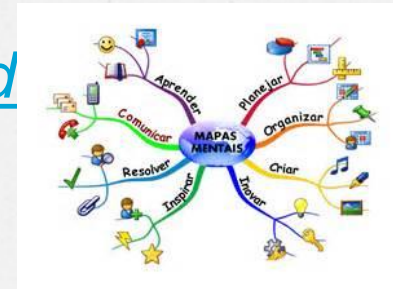 d
Aprender
Planejar
Comunicar
Organizar
MAPAS
MENTAIS
Resolver
Criar
Inspirar
Inovar